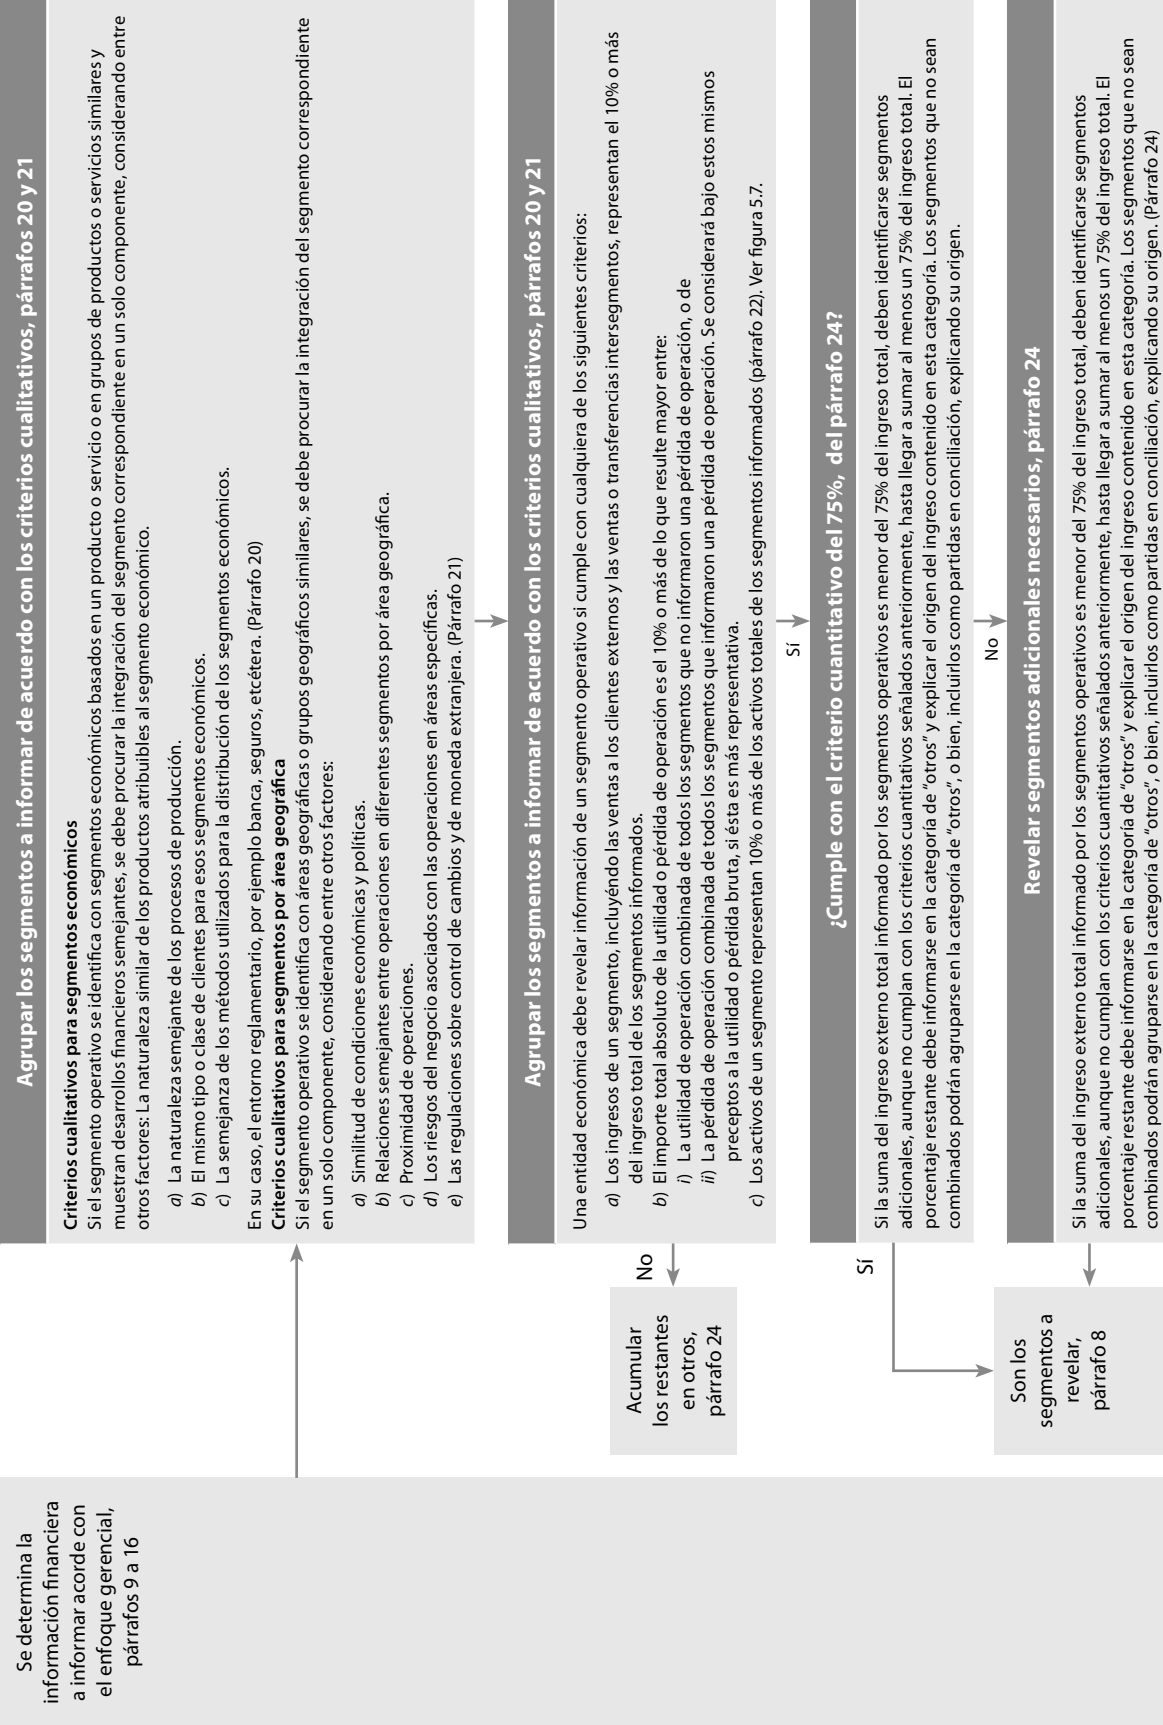 Se determina la
información financiera
a informar acorde con
el enfoque gerencial,
párrafos 9 a 16
Agrupar los segmentos a informar de acuerdo con los criterios cualitativos, párrafos 20 y 21
Criterios cualitativos para segmentos económicos
Si el segmento operativo se identifica con segmentos económicos basados en un producto o servicio o en grupos de productos o servicios similares y
muestran desarrollos financieros semejantes, se debe procurar la integración del segmento correspondiente en un solo componente, considerando entre
otros factores: La naturaleza similar de los productos atribuibles al segmento económico.
a) La naturaleza semejante de los procesos de producción.
b) El mismo tipo o clase de clientes para esos segmentos económicos.
c) La semejanza de los métodos utilizados para la distribución de los segmentos económicos.
En su caso, el entorno reglamentario, por ejemplo banca, seguros, etcétera. (Párrafo 20)
Criterios cualitativos para segmentos por área geográfica
Si el segmento operativo se identifica con áreas geográficas o grupos geográficos similares, se debe procurar la integración del segmento correspondiente
en un solo componente, considerando entre otros factores:
a) Similitud de condiciones económicas y políticas.
b) Relaciones semejantes entre operaciones en diferentes segmentos por área geográfica.
c) Proximidad de operaciones.
d) Los riesgos del negocio asociados con las operaciones en áreas específicas.
e) Las regulaciones sobre control de cambios y de moneda extranjera. (Párrafo 21)
Agrupar los segmentos a informar de acuerdo con los criterios cualitativos, párrafos 20 y 21
Una entidad económica debe revelar información de un segmento operativo si cumple con cualquiera de los siguientes criterios:
a) Los ingresos de un segmento, incluyéndo las ventas a los clientes externos y las ventas o transferencias intersegmentos, representan el 10% o más
del ingreso total de los segmentos informados.
b) El importe total absoluto de la utilidad o pérdida de operación es el 10% o más de lo que resulte mayor entre:
i) La utilidad de operación combinada de todos los segmentos que no informaron una pérdida de operación, o de
ii) La pérdida de operación combinada de todos los segmentos que informaron una pérdida de operación. Se considerará bajo estos mismos
preceptos a la utilidad o pérdida bruta, si ésta es más representativa.
c) Los activos de un segmento representan 10% o más de los activos totales de los segmentos informados (párrafo 22). Ver figura 5.7.
No
Acumular
los restantes
en otros,
párrafo 24
Sí
¿Cumple con el criterio cuantitativo del 75%, del párrafo 24?
Si la suma del ingreso externo total informado por los segmentos operativos es menor del 75% del ingreso total, deben identificarse segmentos
adicionales, aunque no cumplan con los criterios cuantitativos señalados anteriormente, hasta llegar a sumar al menos un 75% del ingreso total. El
porcentaje restante debe informarse en la categoría de “otros” y explicar el origen del ingreso contenido en esta categoría. Los segmentos que no sean
combinados podrán agruparse en la categoría de “otros”, o bien, incluirlos como partidas en conciliación, explicando su origen.
Sí
No
Revelar segmentos adicionales necesarios, párrafo 24
Si la suma del ingreso externo total informado por los segmentos operativos es menor del 75% del ingreso total, deben identificarse segmentos
adicionales, aunque no cumplan con los criterios cuantitativos señalados anteriormente, hasta llegar a sumar al menos un 75% del ingreso total. El
porcentaje restante debe informarse en la categoría de “otros” y explicar el origen del ingreso contenido en esta categoría. Los segmentos que no sean
combinados podrán agruparse en la categoría de “otros”, o bien, incluirlos como partidas en conciliación, explicando su origen. (Párrafo 24)
Son los
segmentos a
revelar,
párrafo 8